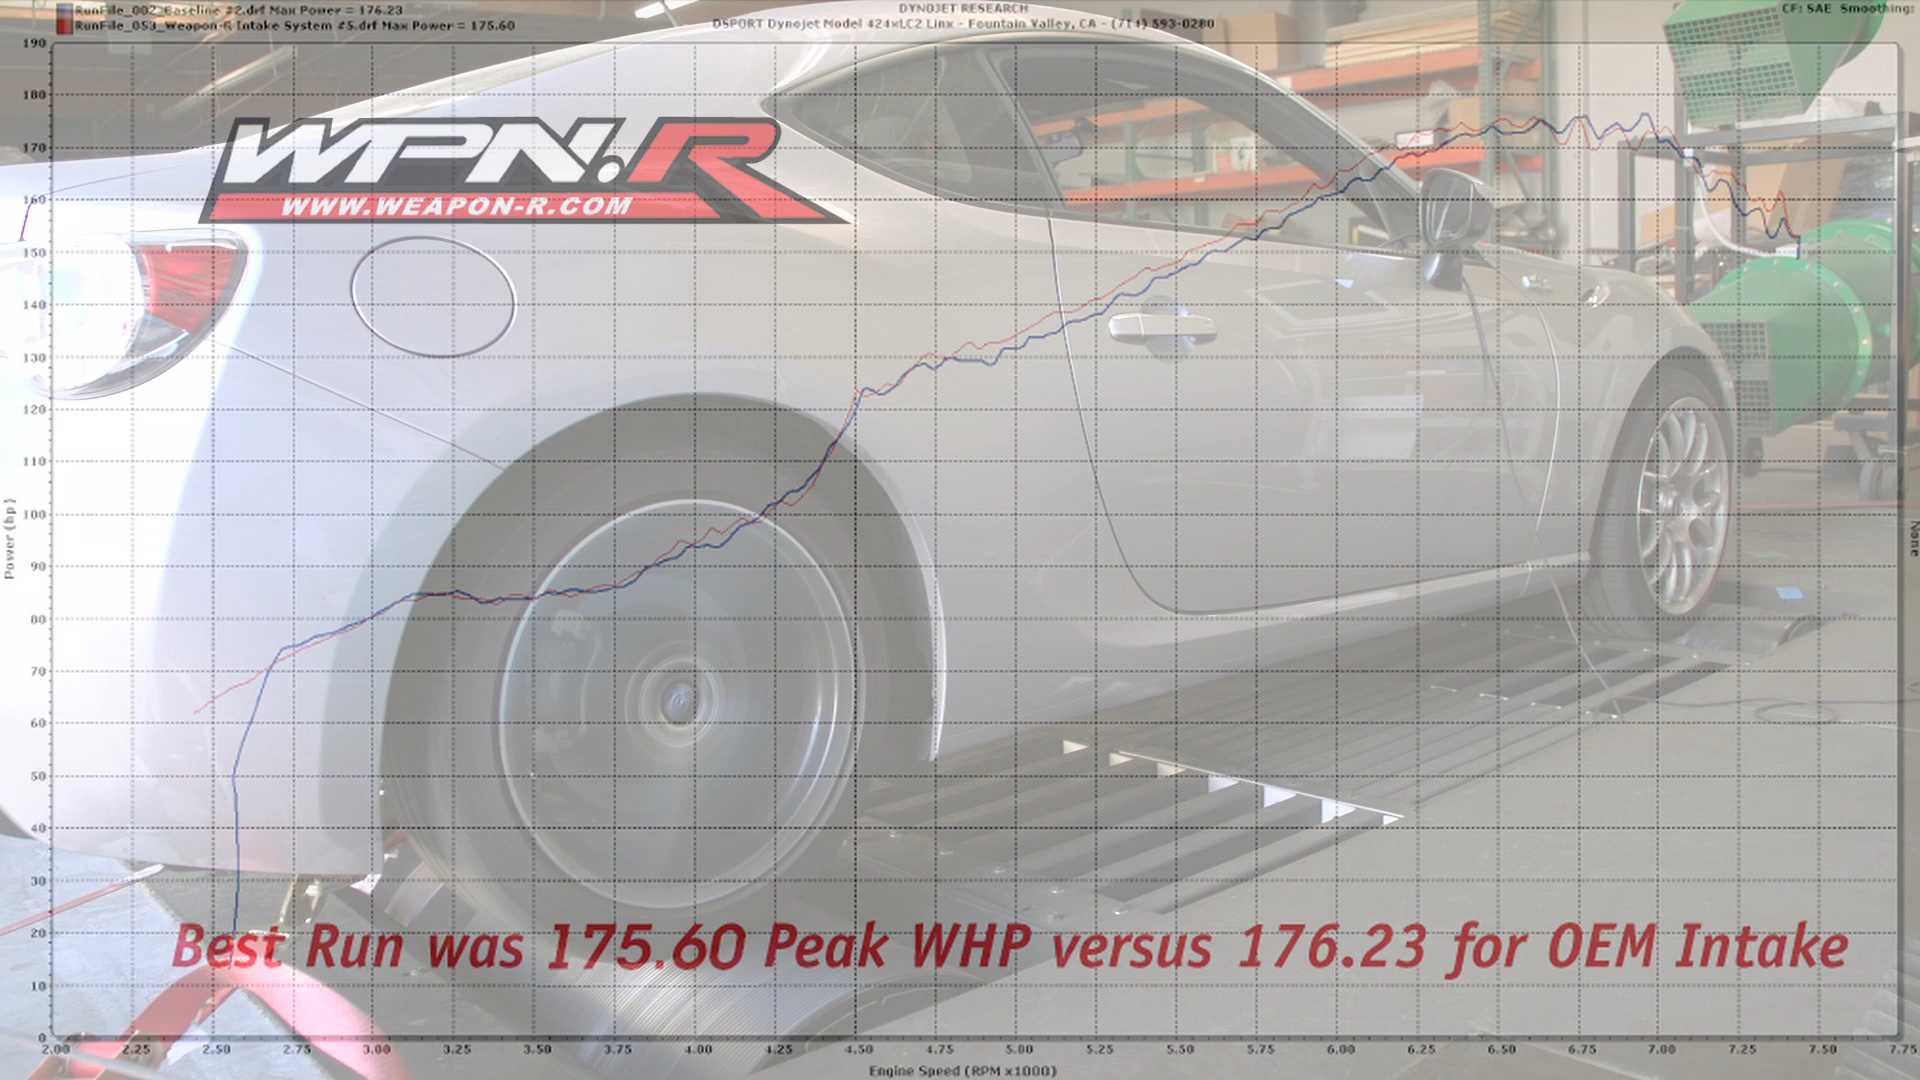 RunFile_002_Baseline #2.drf Max Power = 176.23
RunFile_053_Weapon-R Intake System #5.drf Max Power = 175.60
DYNOJET RESEARCH
DSPORT Dynojet Model 424xLC2 Linx - Fountain Valley, CA - (714) 593-0280
CF: SAE Smoothing:
190
180
170
160
150
140
130
120
110
100
90
80
70
60
50
40
30
20
10
0
Power (hp)
None
WPN.R
WWW.WEAPON-R.COM
Best Run was 175.60 Peak WHP versus 176.23 for OEM Intake
2.00 2.25 2.50 2.75 3.00 3.25 3.50 3.75 4.00 4.25 4.50 4.75 5.00 5.25 5.50 5.75 6.00 6.25 6.50 6.75 7.00 7.25 7.50 7.75
Engine Speed (RPM x1000)